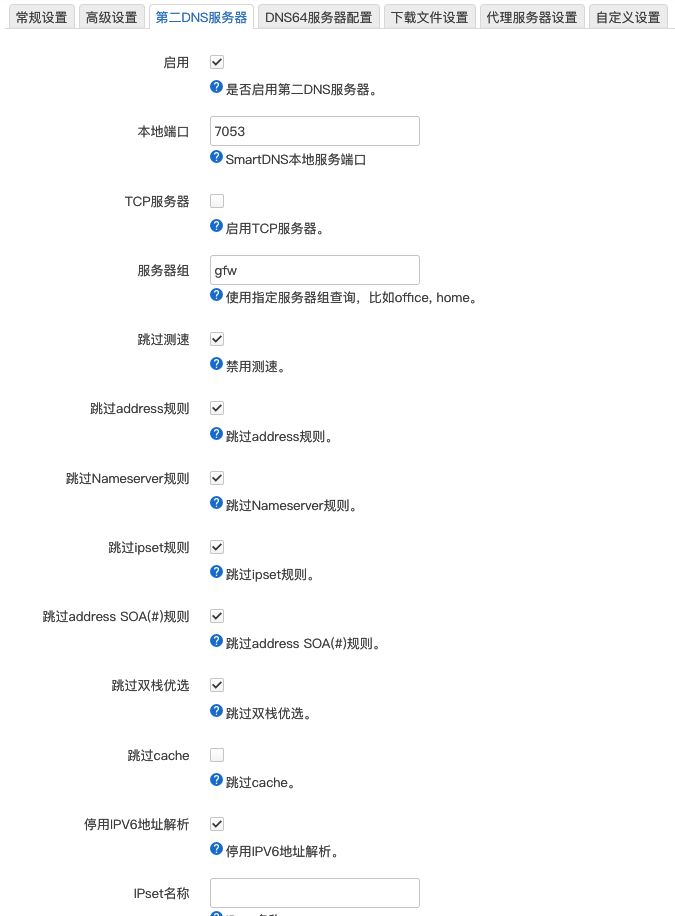 常规设置 高级设置 第二DNS服务器 DNS64服务器配置 下载文件设置 代理服务器设置 自定义设置
启用
是否启用第二DNS服务器。
本地端口 7053
SmartDNS本地服务端口
TCP服务器
启用TCP服务器。
服务器组 gfw
使用指定服务器组查询，比如office, home。
跳过测速
禁用测速。
跳过address规则
跳过address规则。
跳过Nameserver规则
跳过Nameserver规则。
跳过ipset规则
跳过ipset规则。
跳过address SOA(#)规则
跳过address SOA(#)规则。
跳过双栈优选
跳过双栈优选。
跳过cache
跳过cache。
停用IPV6地址解析
停用IPV6地址解析。
IPset名称